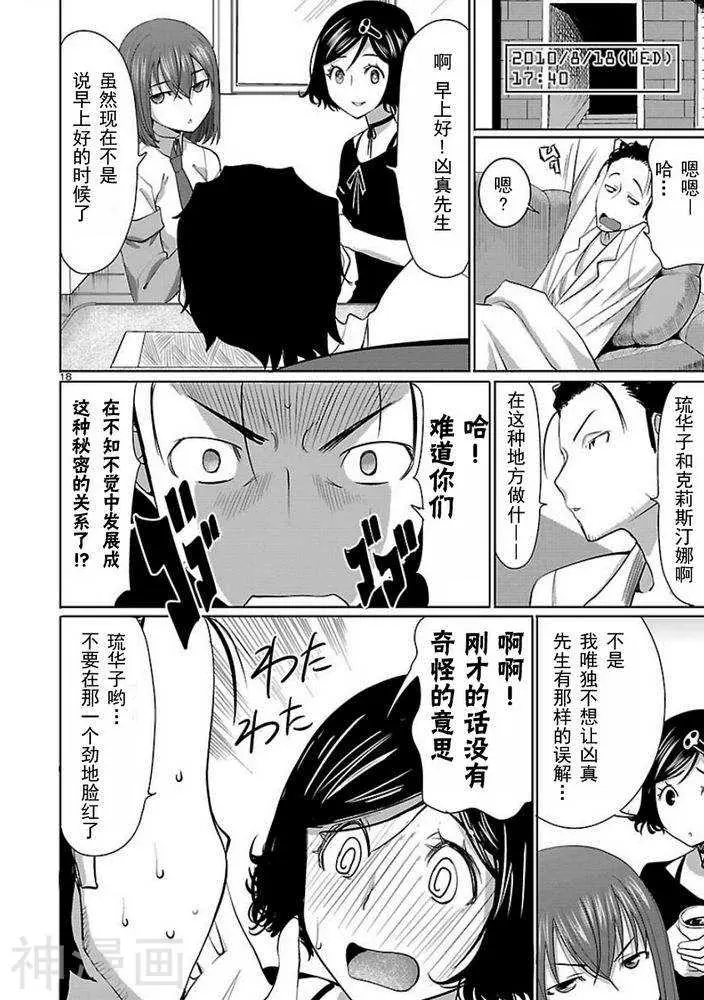 2010/8/18(WED)
17:40
嗯嗯—
哈…
嗯？
啊 早上好！凶真先生
虽然现在不是
说早上好的时候了
18
琉华子和克莉斯汀娜啊
在这种地方做什——
哈！
难道你们
在不知不觉中发展成
这种秘密的关系了！？
ゴゴ
ゴゴ
不是
我唯独不想让凶真
先生有那样的误解…
啊啊！
刚才的话没有
奇怪的意思
わた
わた
琉华子哟…
不要在那一个劲地脸红了
神漫画